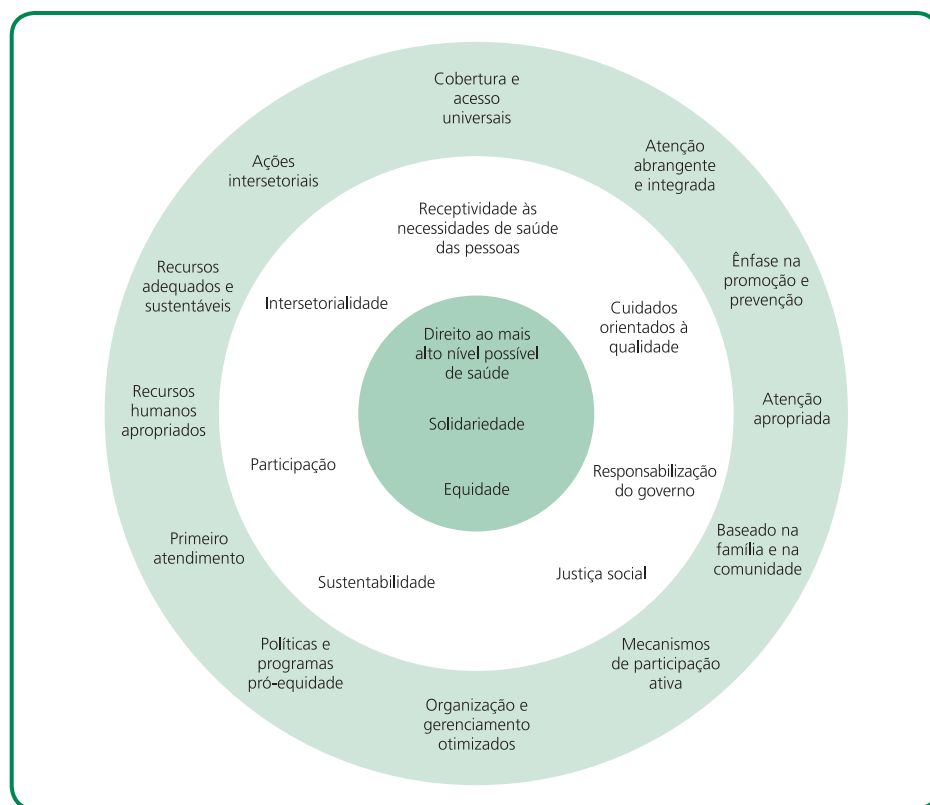 Cobertura e
acesso
universais
Atenção
abrangente
e integrada
Ênfase na
promoção e
prevenção
Atenção
apropriada
Baseado na
família e na
comunidade
Mecanismos
de participação
ativa
Organização e
gerenciamento
otimizados
Políticas e
programas
pró-equidade
Primeiro
atendimento
Recursos
humanos
apropriados
Recursos
adequados e
sustentáveis
Ações
intersetoriais
Receptividade às
necessidades de saúde
das pessoas
Cuidados
orientados à
qualidade
Responsabilização
do governo
Justiça social
Sustentabilidade
Participação
Intersetorialidade
Direito ao mais
alto nível possível
de saúde
Solidariedade
Equidade